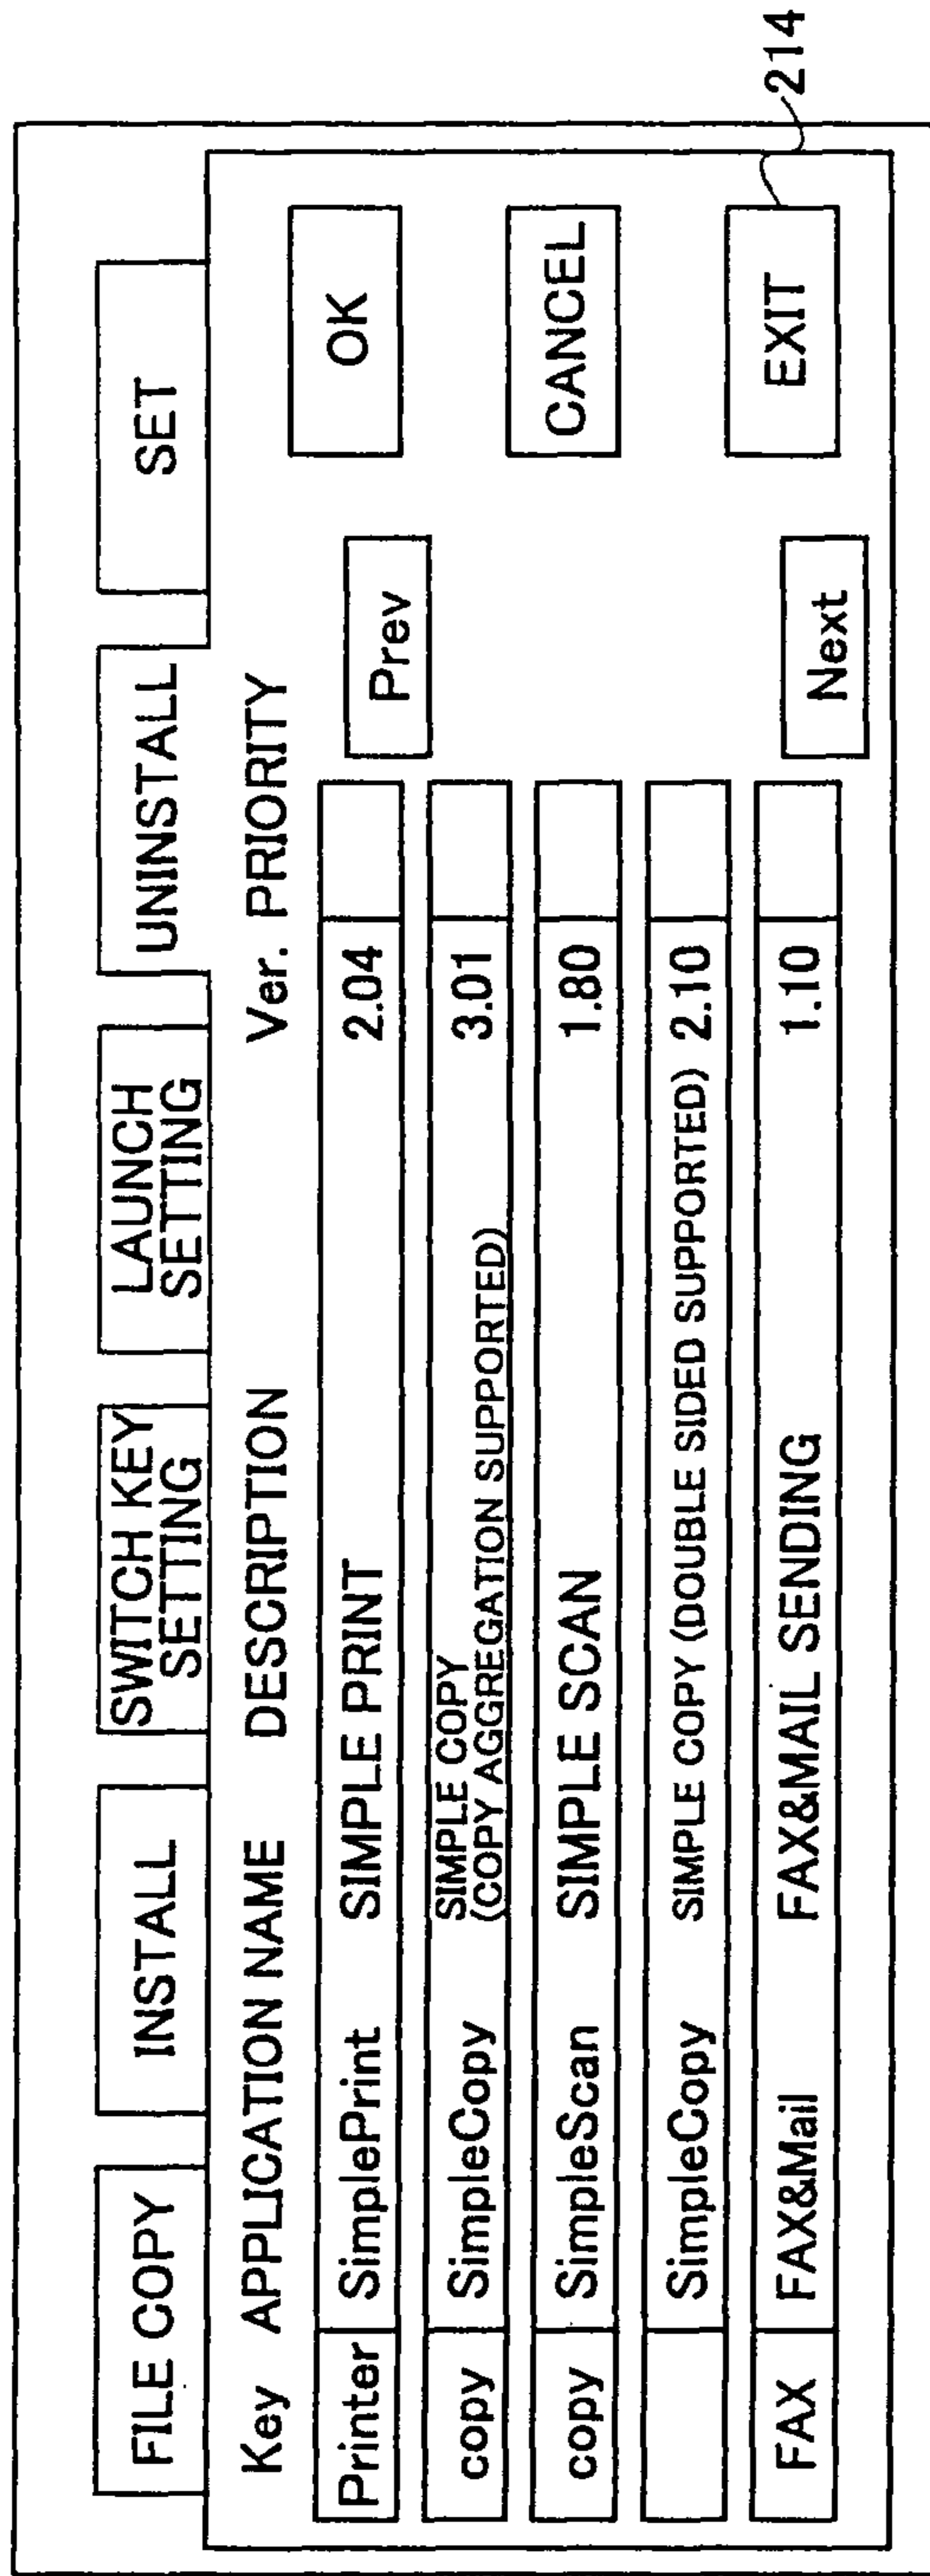 FILE COPY
INSTALL
SWITCH KEY
SETTING
LAUNCH
SETTING
UNINSTALL
SET
Key APPLICATION NAME DESCRIPTION Ver. PRIORITY
Printer SimplePrint SIMPLE PRINT 2.04
copy SimpleCopy SIMPLE COPY
(COPY AGGREGATION SUPPORTED) 3.01
copy SimpleScan SIMPLE SCAN 1.80
SimpleCopy SIMPLE COPY (DOUBLE SIDED SUPPORTED) 2.10
FAX FAX&Mail FAX&MAIL SENDING 1.10
Prev
Next
OK
CANCEL
EXIT
214